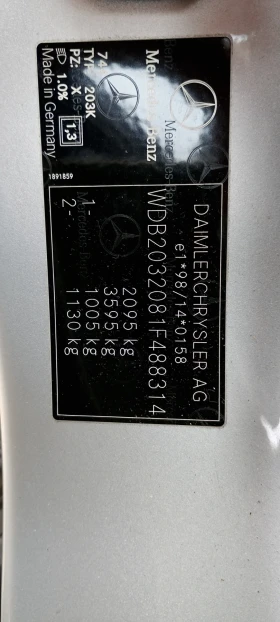 Mercedes-Benz
74
TYP 203K
PZ: X
1.0%
1,3
Made in Germany
1891859
DAIMLERCHRYSLER AG
e1*98/14*0158
WDB2032081F488314
2095 kg
3595 kg
1- 1005 kg
2- 1130 kg